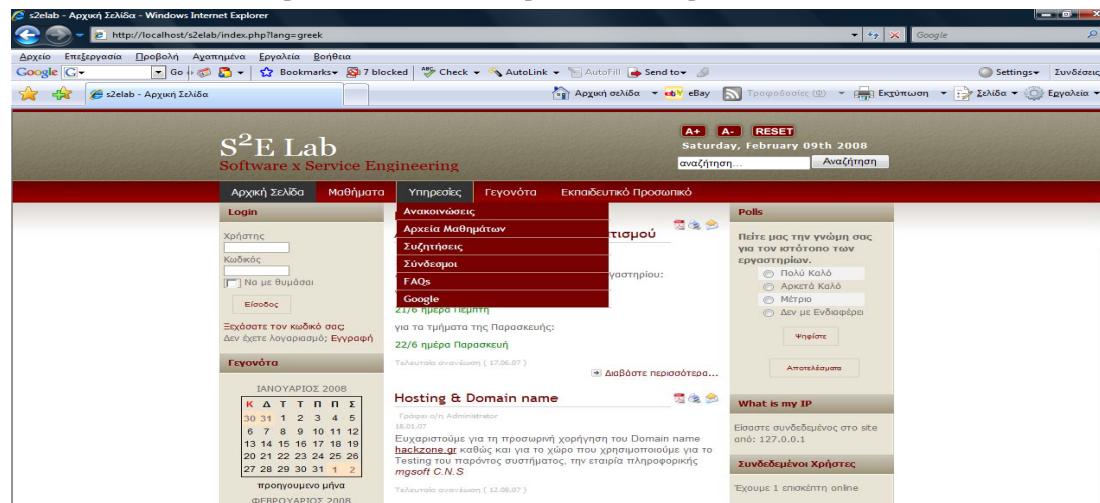 s2elab - Αρχική Σελίδα - Windows Internet Explorer
http://localhost/s2elab/index.php?lang=greek
Google
Αρχείο Επεξεργασία Προβολή Αγαπημένα Εργαλεία Βοήθεια
Google G Go Bookmarks 7 blocked Check AutoLink AutoFill Send to Settings Συνδέσεις
s2elab - Αρχική Σελίδα
Αρχική σελίδα eBay Τροφοδοσίες Εκτύπωση Σελίδα Εργαλεία
S2E Lab
Software x Service Engineering
A+ A- RESET
Saturday, February 09th 2008
αναζήτηση... Αναζήτηση
Αρχική Σελίδα Μαθήματα Υπηρεσίες Γεγονότα Εκπαιδευτικό Προσωπικό
Ανακοινώσεις
Αρχεία Μαθημάτων
Συζητήσεις
Σύνδεσμοι
FAQs
Google
Login
Χρήστης
Κωδικός
Να με θυμάσαι
Είσοδος
Ξεχάσατε τον κωδικό σας;
Δεν έχετε λογαριασμό; Εγγραφή
Γεγονότα
ΙΑΝΟΥΑΡΙΟΣ 2008
Κ Δ Τ Τ Π Π Σ
30 31 1 2 3 4 5
6 7 8 9 10 11 12
13 14 15 16 17 18 19
20 21 22 23 24 25 26
27 28 29 30 31 1 2
προηγουμενο μήνα
ΦΕΒΡΟΥΑΡΙΟΣ 2008
τισμού
γαστηρίου:
21/6 ημέρα Πέμπτη
για τα τμήματα της Παρασκευής:
22/6 ημέρα Παρασκευή
Τελευταία ανανέωση ( 17.06.07 )
Διαβάστε περισσότερα...
Hosting & Domain name
Γράφει ο/η Administrator
18.01.07
Ευχαριστούμε για τη προσωρινή χορήγηση του Domain name
hackzone.gr καθώς και για το χώρο που χρησιμοποιούμε για το
Testing του παρόντος συστήματος, την εταιρία πληροφορικής
mgsoft C.N.S
Τελευταία ανανέωση ( 12.08.07 )
Polls
Πείτε μας την γνώμη σας
για τον ιστότοπο των
εργαστηρίων.
Πολύ Καλό
Αρκετά Καλό
Μέτριο
Δεν με Ενδιαφέρει
Ψηφίστε
Αποτελέσματα
What is my IP
Είσαστε συνδεδεμένος στο site
από: 127.0.0.1
Συνδεδεμένοι Χρήστες
Έχουμε 1 επισκέπτη online